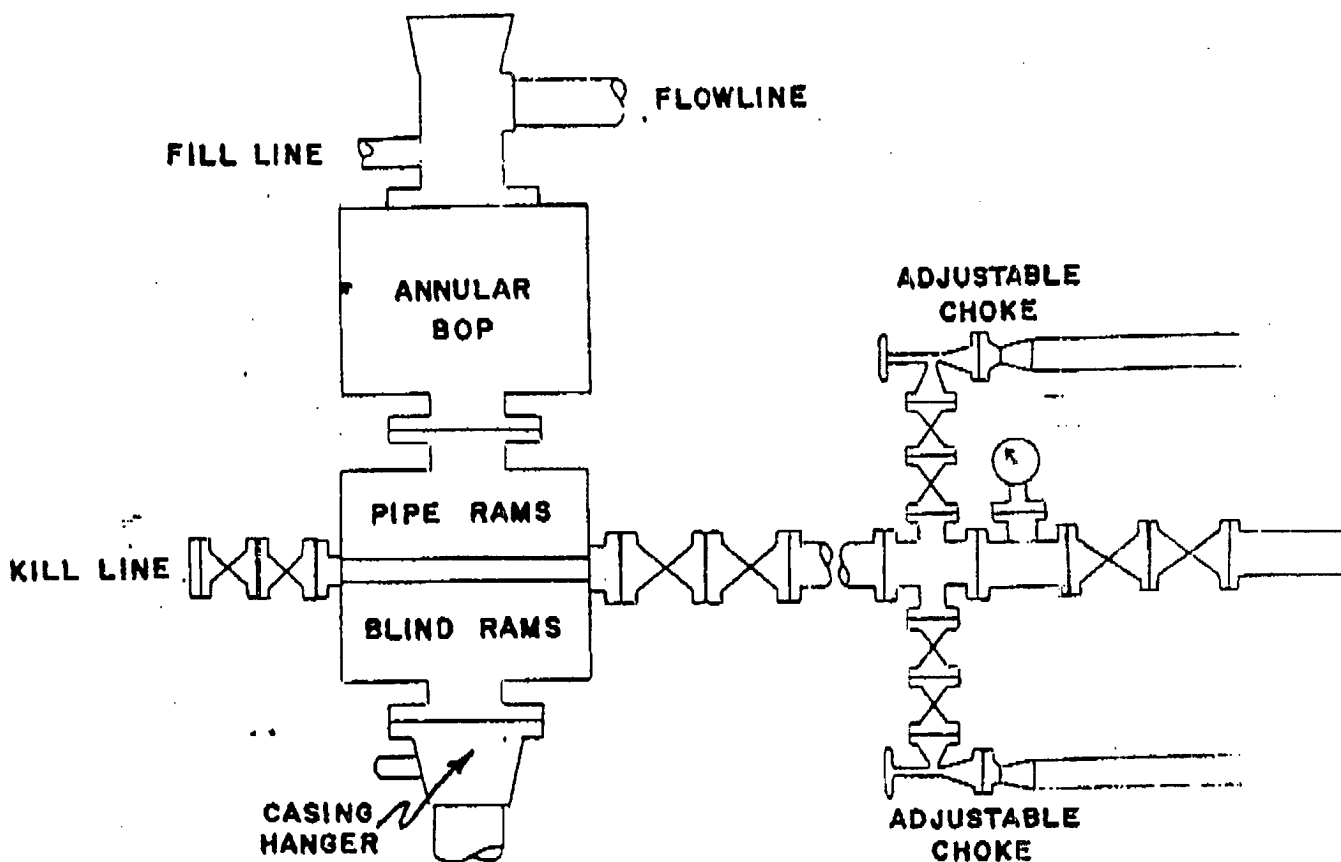 FLOWLINE
FILL LINE
ANNULAR
BOP
ADJUSTABLE
CHOKE
PIPE RAMS
KILL LINE
BLIND RAMS
CASING
HANGER
ADJUSTABLE
CHOKE